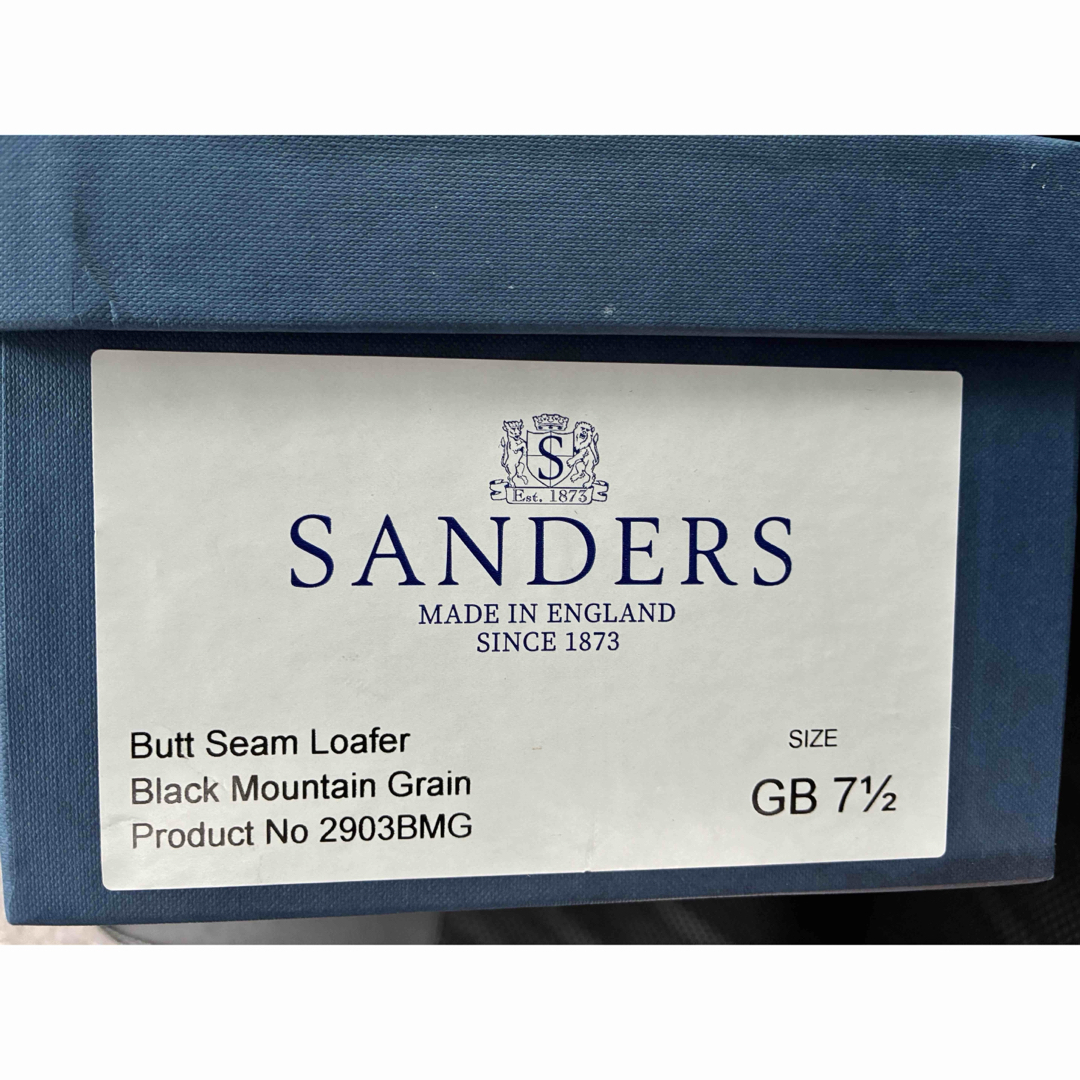 S
Est. 1873
SANDERS
MADE IN ENGLAND
SINCE 1873
Butt Seam Loafer
Black Mountain Grain
Product No 2903BMG
SIZE
GB 7½